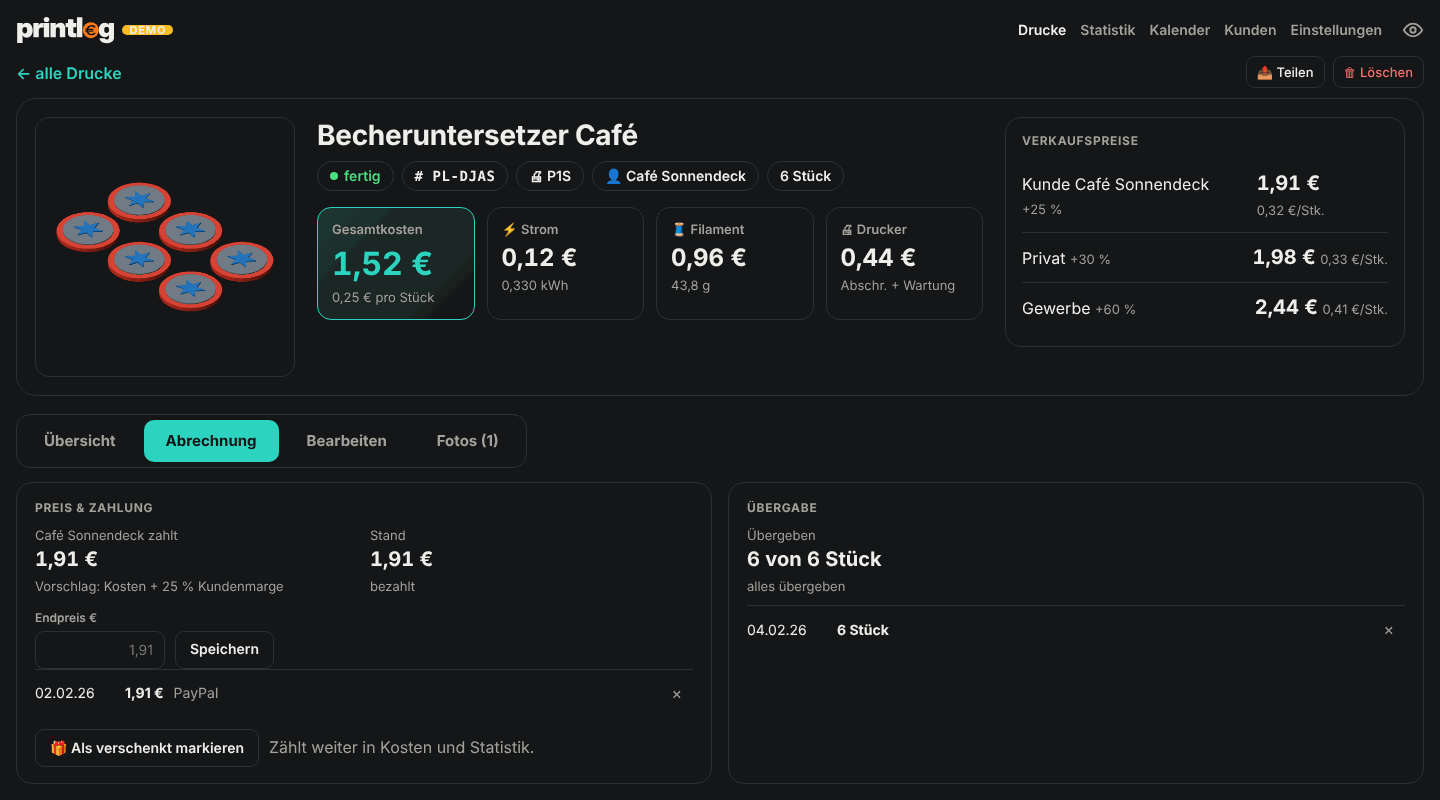 printlog DEMO
Drucke Statistik Kalender Kunden Einstellungen
← alle Drucke
Teilen Löschen
Becheruntersetzer Café
fertig # PL-DJAS P1S Café Sonnendeck 6 Stück
Gesamtkosten
1,52 €
0,25 € pro Stück
Strom
0,12 €
0,330 kWh
Filament
0,96 €
43,8 g
Drucker
0,44 €
Abschr. + Wartung
VERKAUFSPREISE
Kunde Café Sonnendeck 1,91 €
+25 % 0,32 €/Stk.
Privat +30 % 1,98 € 0,33 €/Stk.
Gewerbe +60 % 2,44 € 0,41 €/Stk.
Übersicht Abrechnung Bearbeiten Fotos (1)
PREIS & ZAHLUNG
Café Sonnendeck zahlt
1,91 €
Vorschlag: Kosten + 25 % Kundenmarge
Stand
1,91 €
bezahlt
Endpreis €
1,91 Speichern
02.02.26 1,91 € PayPal ×
Als verschenkt markieren Zählt weiter in Kosten und Statistik.
ÜBERGABE
Übergeben
6 von 6 Stück
alles übergeben
04.02.26 6 Stück ×